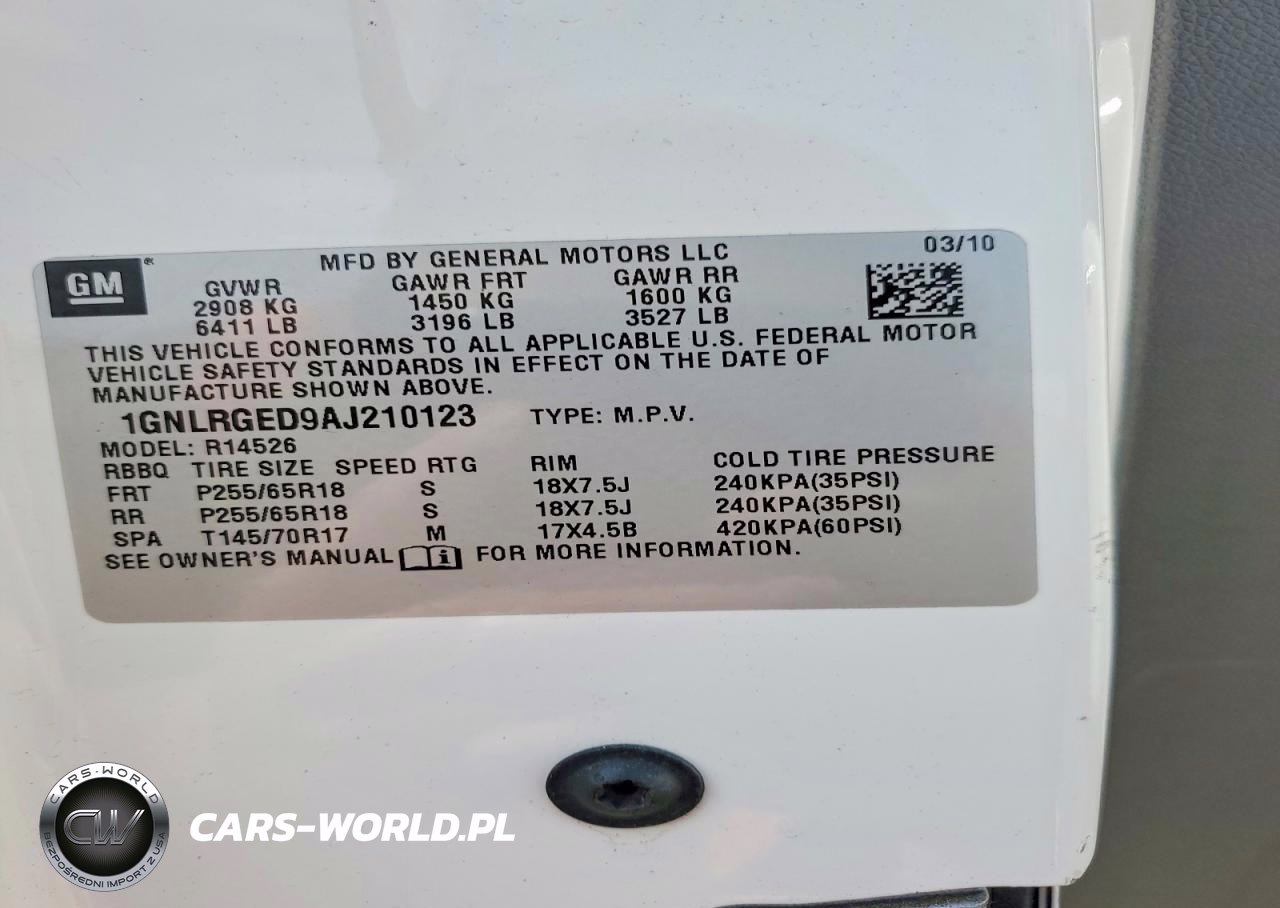 GM
MFD BY GENERAL MOTORS LLC 03/10
GVWR GAWR FRT GAWR RR
2908 KG 1450 KG 1600 KG
6411 LB 3196 LB 3527 LB
THIS VEHICLE CONFORMS TO ALL APPLICABLE U.S. FEDERAL MOTOR
VEHICLE SAFETY STANDARDS IN EFFECT ON THE DATE OF
MANUFACTURE SHOWN ABOVE.
1GNLRGED9AJ210123 TYPE: M.P.V.
MODEL: R14526
RBBQ TIRE SIZE SPEED RTG RIM COLD TIRE PRESSURE
FRT P255/65R18 S 18X7.5J 240KPA(35PSI)
RR P255/65R18 S 18X7.5J 240KPA(35PSI)
SPA T145/70R17 M 17X4.5B 420KPA(60PSI)
SEE OWNER'S MANUAL FOR MORE INFORMATION.
CARS-WORLD
CW
BEZPOŚREDNI IMPORT Z USA
CARS-WORLD.PL